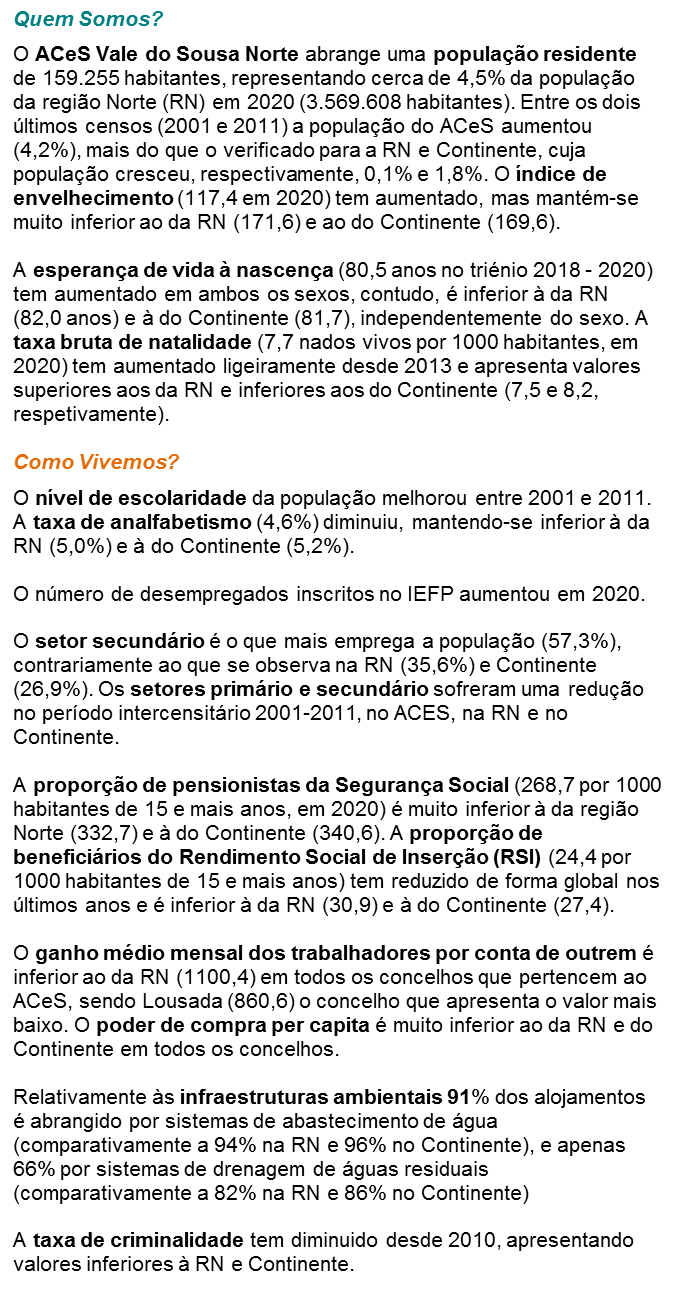 Quem Somos?
O ACeS Vale do Sousa Norte abrange uma população residente
de 159.255 habitantes, representando cerca de 4,5% da população
da região Norte (RN) em 2020 (3.569.608 habitantes). Entre os dois
últimos censos (2001 e 2011) a população do ACeS aumentou
(4,2%), mais do que o verificado para a RN e Continente, cuja
população cresceu, respectivamente, 0,1% e 1,8%. O índice de
envelhecimento (117,4 em 2020) tem aumentado, mas mantém-se
muito inferior ao da RN (171,6) e ao do Continente (169,6).
A esperança de vida à nascença (80,5 anos no triénio 2018 - 2020)
tem aumentado em ambos os sexos, contudo, é inferior à da RN
(82,0 anos) e à do Continente (81,7), independentemente do sexo. A
taxa bruta de natalidade (7,7 nados vivos por 1000 habitantes, em
2020) tem aumentado ligeiramente desde 2013 e apresenta valores
superiores aos da RN e inferiores aos do Continente (7,5 e 8,2,
respetivamente).
Como Vivemos?
O nível de escolaridade da população melhorou entre 2001 e 2011.
A taxa de analfabetismo (4,6%) diminuiu, mantendo-se inferior à da
RN (5,0%) e à do Continente (5,2%).
O número de desempregados inscritos no IEFP aumentou em 2020.
O setor secundário é o que mais emprega a população (57,3%),
contrariamente ao que se observa na RN (35,6%) e Continente
(26,9%). Os setores primário e secundário sofreram uma redução
no período intercensitário 2001-2011, no ACES, na RN e no
Continente.
A proporção de pensionistas da Segurança Social (268,7 por 1000
habitantes de 15 e mais anos, em 2020) é muito inferior à da região
Norte (332,7) e à do Continente (340,6). A proporção de
beneficiários do Rendimento Social de Inserção (RSI) (24,4 por
1000 habitantes de 15 e mais anos) tem reduzido de forma global nos
últimos anos e é inferior à da RN (30,9) e à do Continente (27,4).
O ganho médio mensal dos trabalhadores por conta de outrem é
inferior ao da RN (1100,4) em todos os concelhos que pertencem ao
ACeS, sendo Lousada (860,6) o concelho que apresenta o valor mais
baixo. O poder de compra per capita é muito inferior ao da RN e do
Continente em todos os concelhos.
Relativamente às infraestruturas ambientais 91% dos alojamentos
é abrangido por sistemas de abastecimento de água
(comparativamente a 94% na RN e 96% no Continente), e apenas
66% por sistemas de drenagem de águas residuais
(comparativamente a 82% na RN e 86% no Continente)
A taxa de criminalidade tem diminuido desde 2010, apresentando
valores inferiores à RN e Continente.